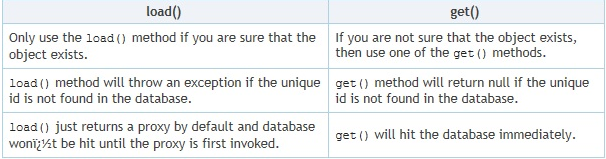 load()
get()
Only use the load() method if you are sure that the
object exists.
If you are not sure that the object exists,
then use one of the get() methods.
load() method will throw an exception if the unique
id is not found in the database.
get() method will return null if the unique
id is not found in the database.
load() just returns a proxy by default and database
wonï¿½t be hit until the proxy is first invoked.
get() will hit the database immediately.